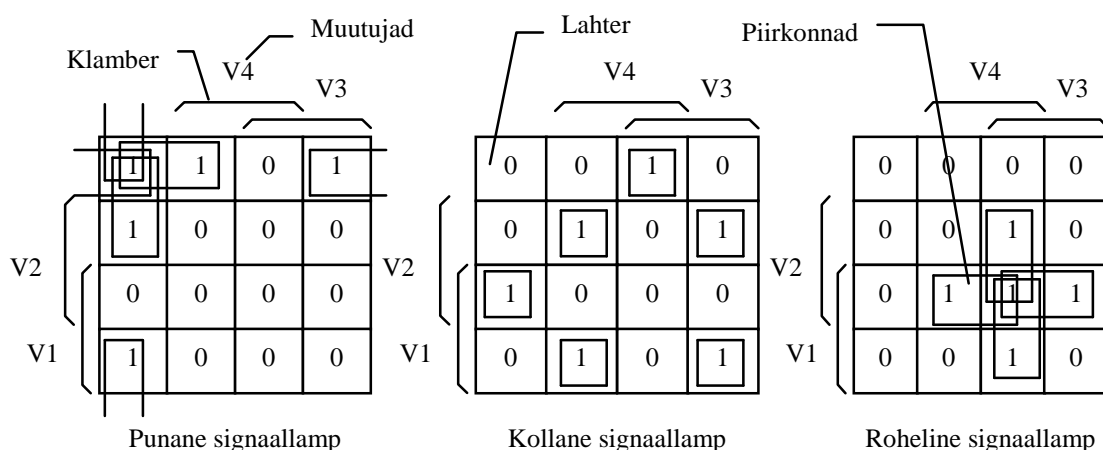 Klamber
Muutujad
Lahter
Piirkonnad
V4
V3
V4
V3
V4
V3
1 1 0 1
1 0 0 0
0 0 0 0
1 0 0 0
V2
V1
0 0 1 0
0 1 0 1
1 0 0 0
0 1 0 1
V2
V1
0 0 0 0
0 0 1 0
0 1 1 1
0 0 1 0
V2
V1
Punane signaallamp
Kollane signaallamp
Roheline signaallamp